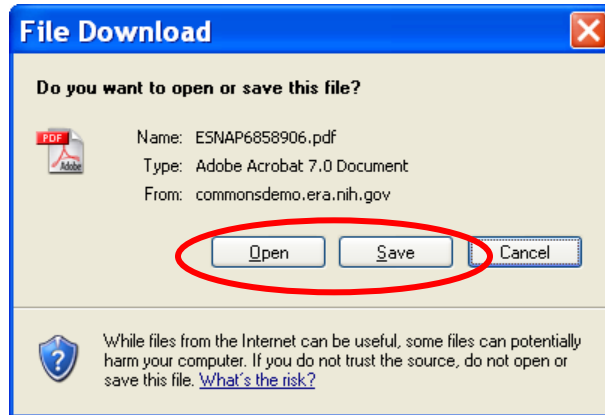 File Download
Do you want to open or save this file?
PDF
Adobe
Name: ESNAP6858906.pdf
Type: Adobe Acrobat 7.0 Document
From: commonsdemo.era.nih.gov
Open Save Cancel
While files from the Internet can be useful, some files can potentially
harm your computer. If you do not trust the source, do not open or
save this file. What's the risk?